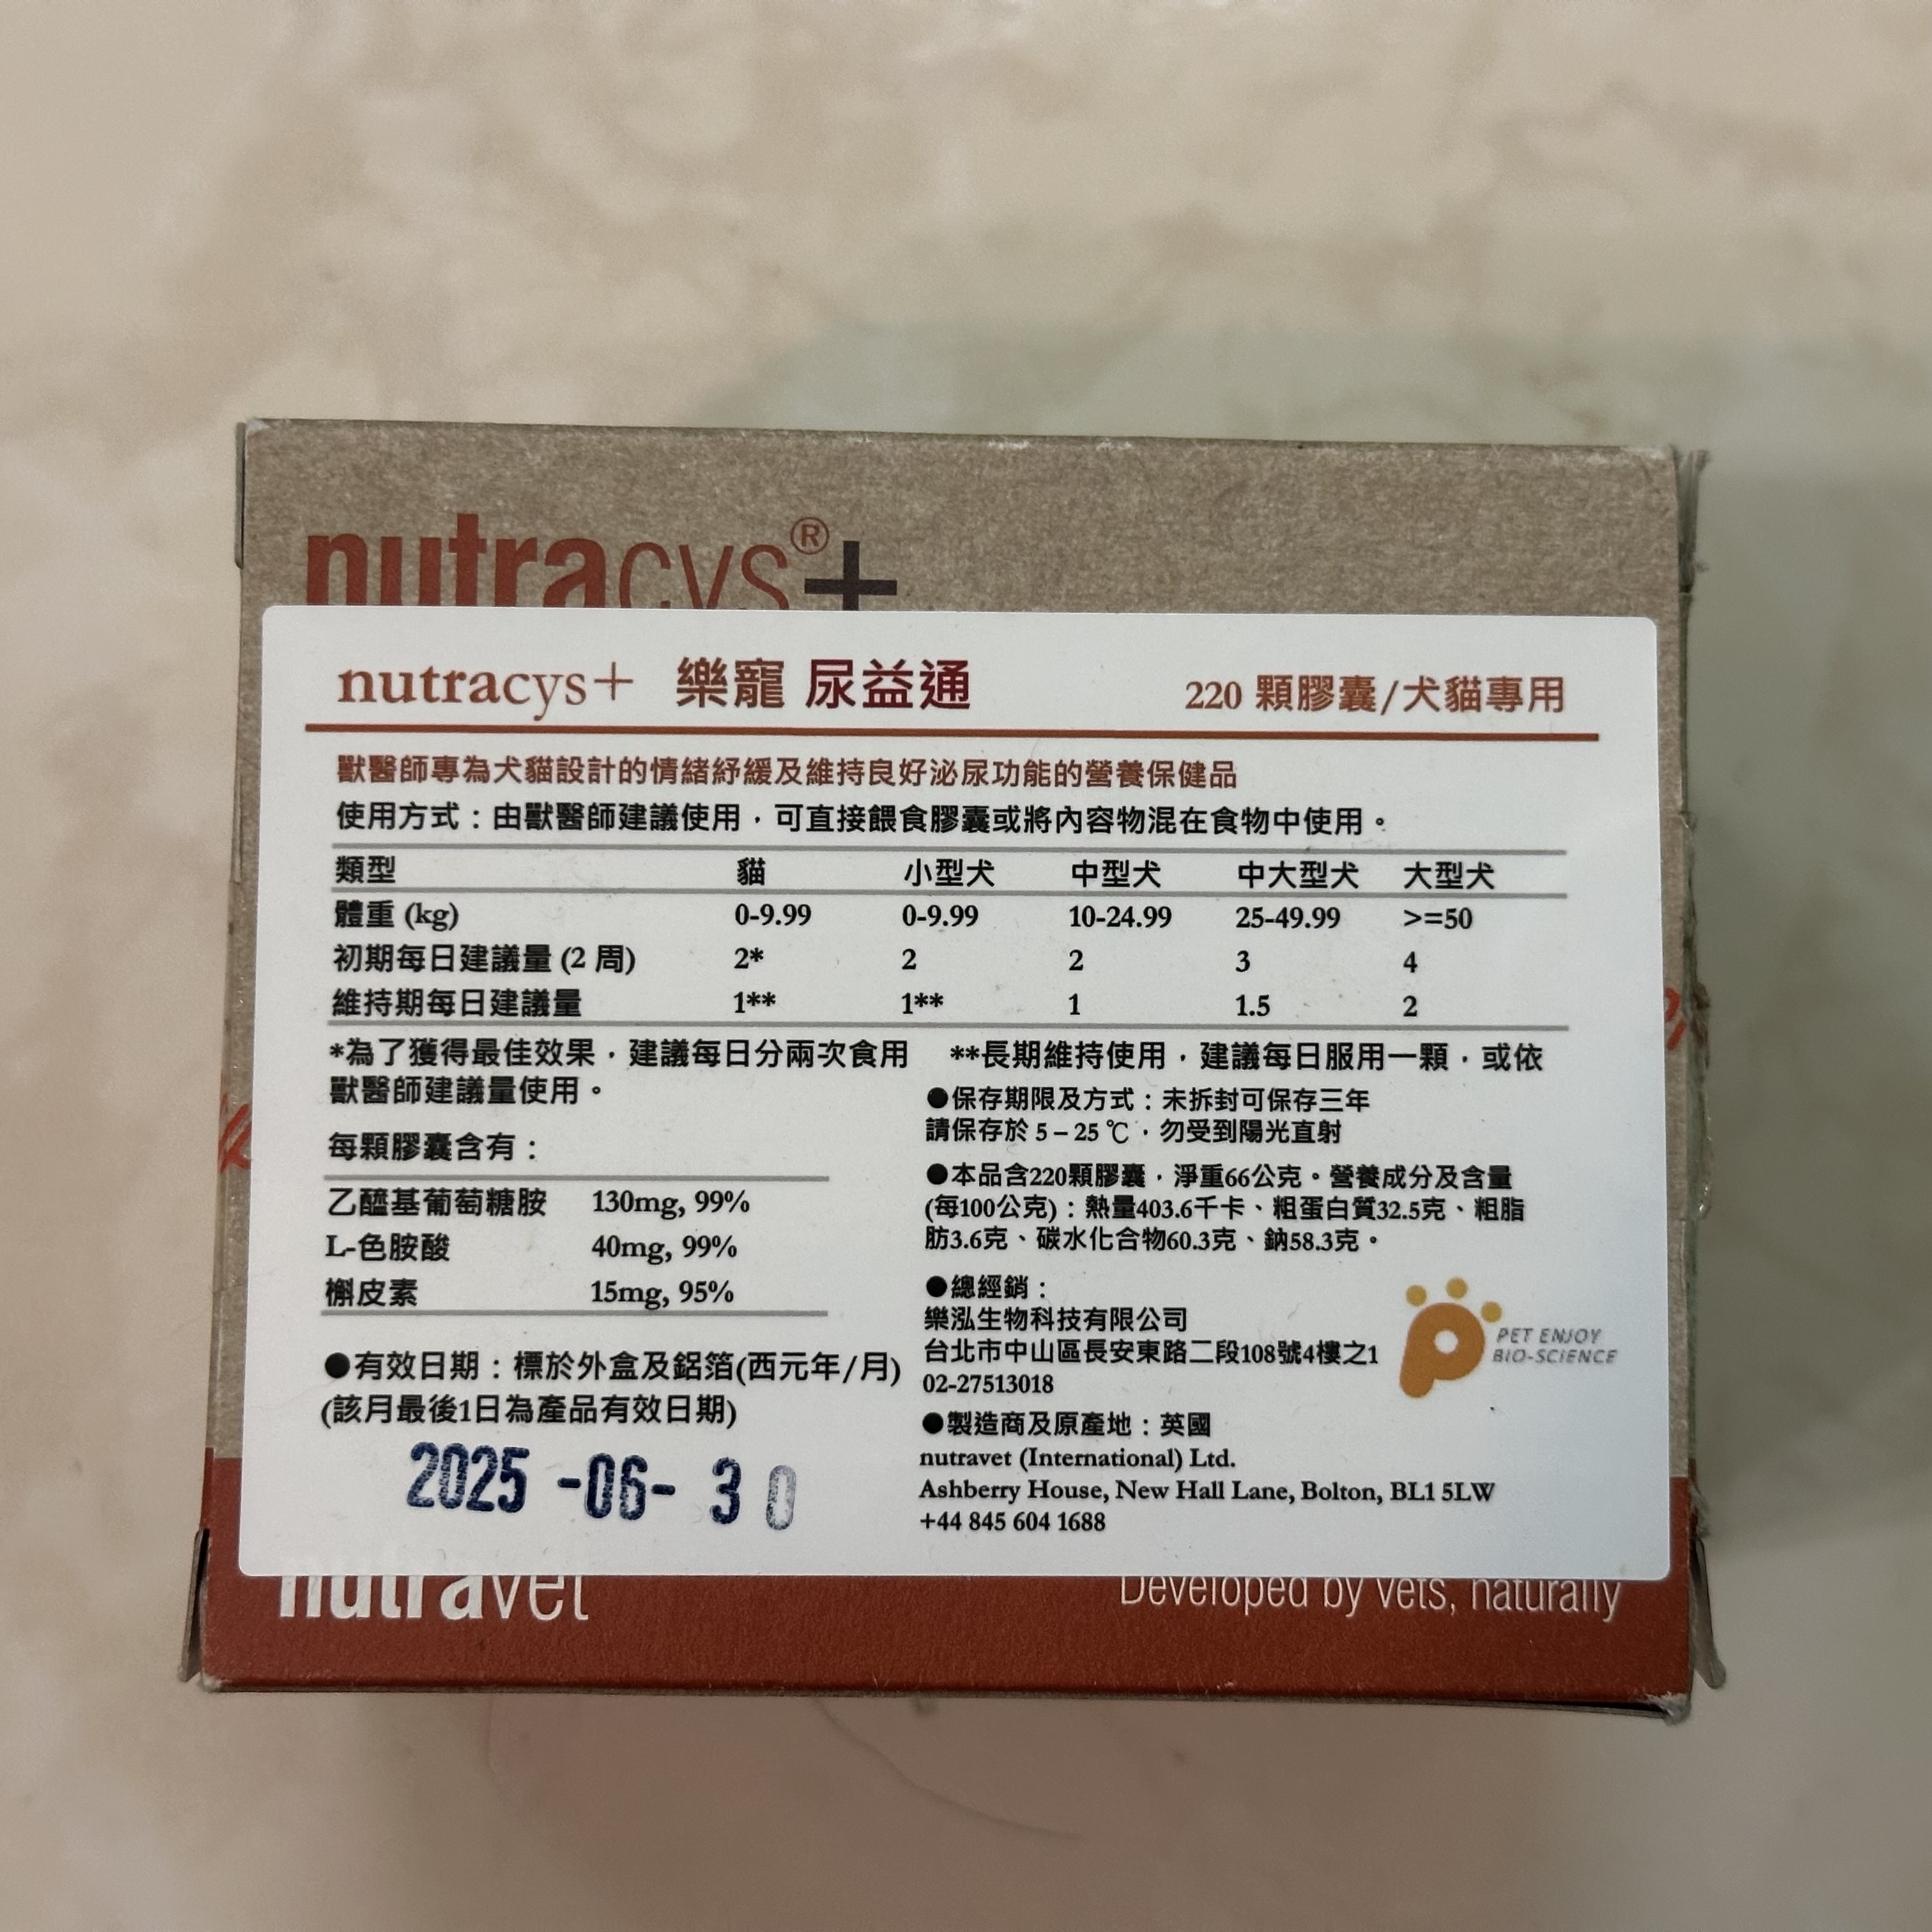 nutracys®+
nutracys+ 樂寵 尿益通 220 顆膠囊/犬貓專用
獸醫師專為犬貓設計的情緒紓緩及維持良好泌尿功能的營養保健品
使用方式：由獸醫師建議使用，可直接餵食膠囊或將內容物混在食物中使用。
類型 貓 小型犬 中型犬 中大型犬 大型犬
體重 (kg) 0-9.99 0-9.99 10-24.99 25-49.99 >=50
初期每日建議量 (2 周) 2* 2 2 3 4
維持期每日建議量 1** 1** 1 1.5 2
*為了獲得最佳效果，建議每日分兩次食用 **長期維持使用，建議每日服用一顆，或依
獸醫師建議量使用。
每顆膠囊含有：
乙醯基葡萄糖胺 130mg, 99%
L-色胺酸 40mg, 99%
槲皮素 15mg, 95%
●有效日期：標於外盒及鋁箔(西元年/月)
(該月最後1日為產品有效日期)
2025 -06- 30
●保存期限及方式：未拆封可保存三年
請保存於 5 – 25 ℃，勿受到陽光直射
●本品含220顆膠囊，淨重66公克。營養成分及含量
(每100公克)：熱量403.6千卡、粗蛋白質32.5克、粗脂
肪3.6克、碳水化合物60.3克、鈉58.3克。
●總經銷：
樂泓生物科技有限公司
台北市中山區長安東路二段108號4樓之1
02-27513018
PET ENJOY
BIO-SCIENCE
●製造商及原產地：英國
nutravet (International) Ltd.
Ashberry House, New Hall Lane, Bolton, BL1 5LW
+44 845 604 1688
nutravet Developed by vets, naturally